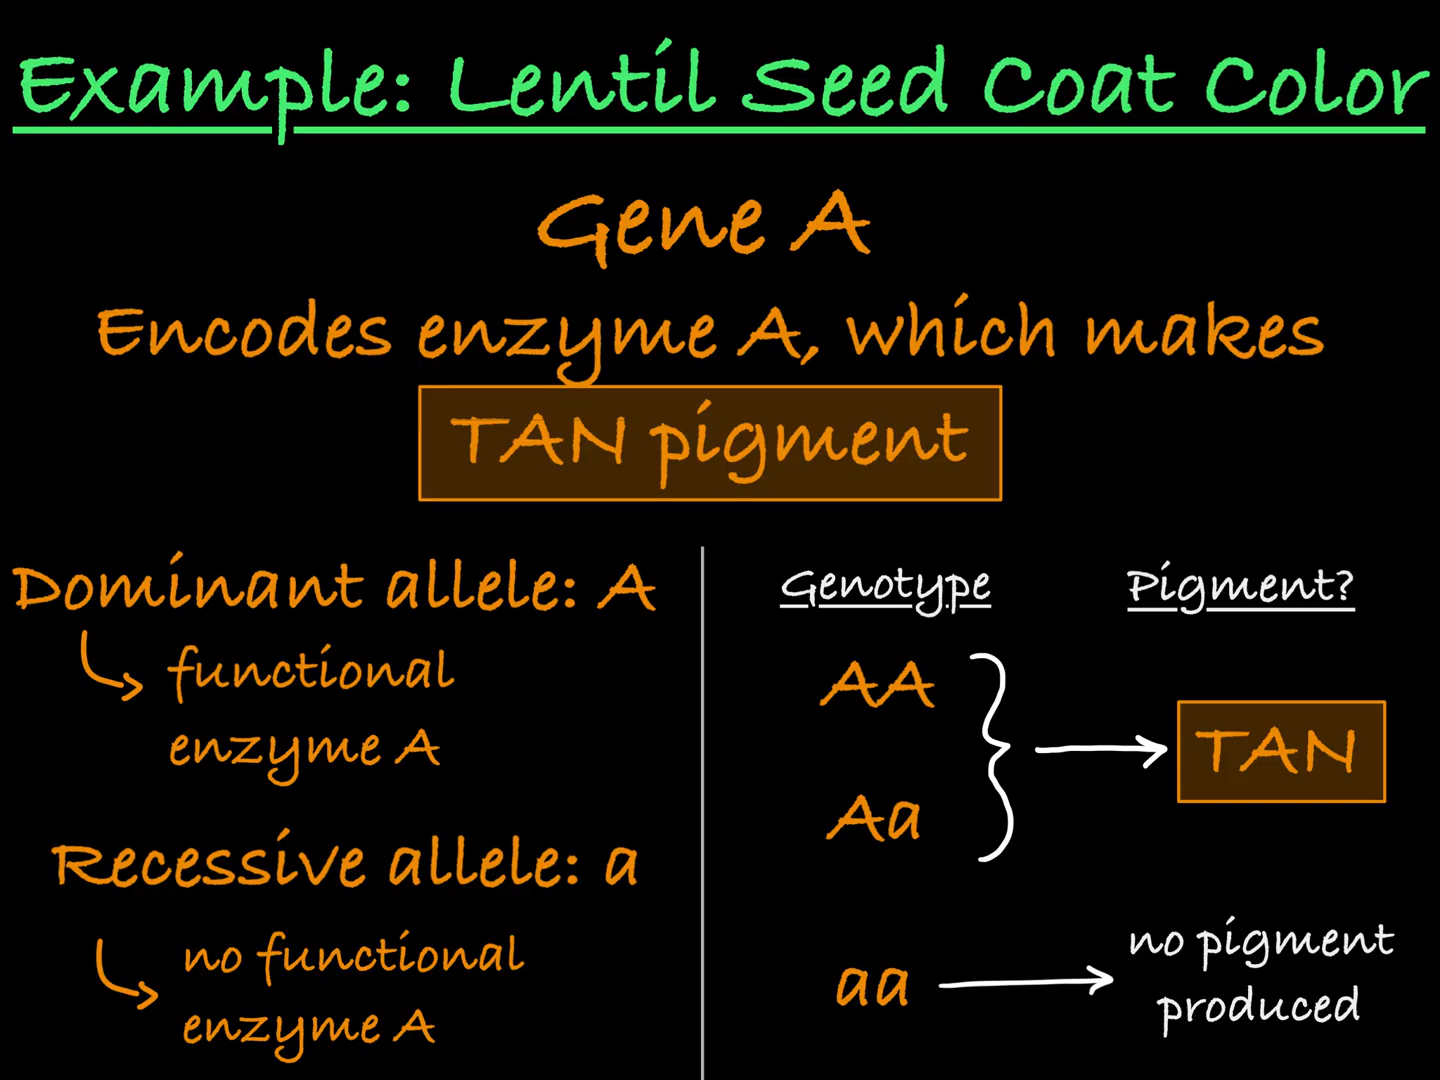 Example: Lentil Seed Coat Color
Gene A
Encodes enzyme A, which makes
TAN pigment
Dominant allele: A
functional
enzyme A
Recessive allele: a
no functional
enzyme A
Genotype Pigment?
AA
TAN
Aa
aa
no pigment
produced